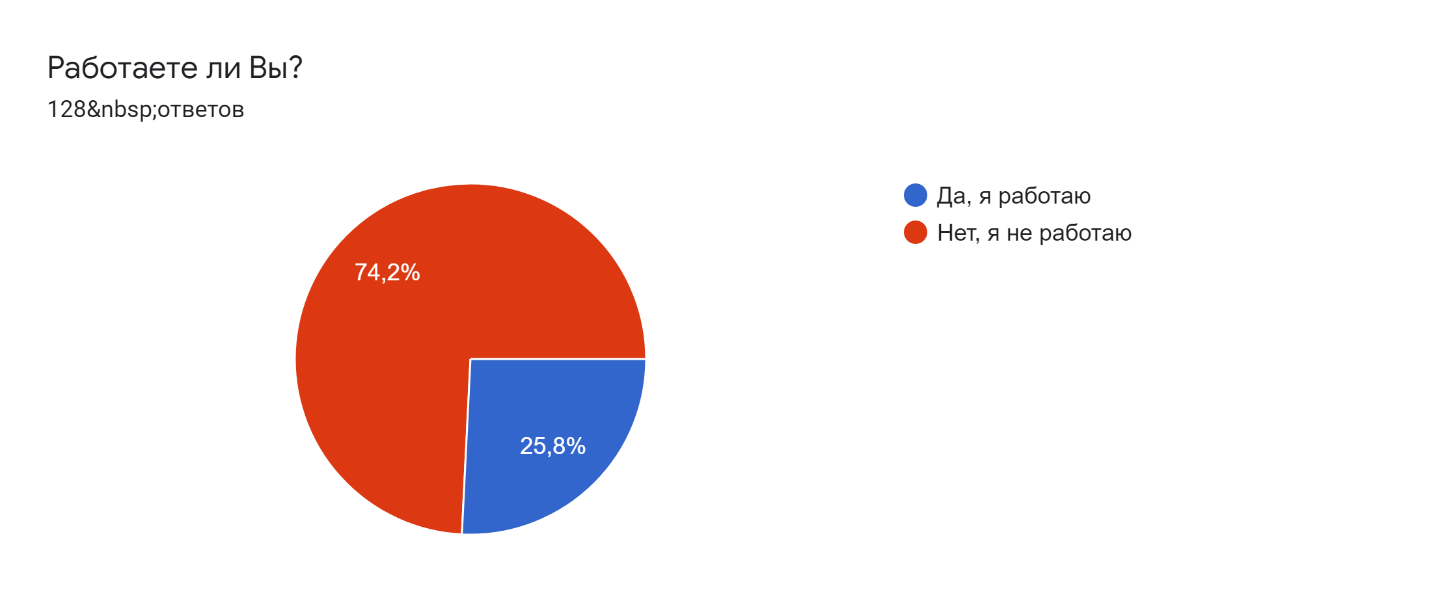 Работаете ли Вы?
128&nbsp;ответов
Да, я работаю
Нет, я не работаю
74,2%
25,8%